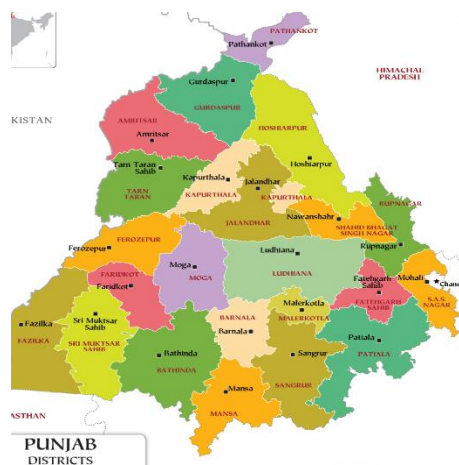 PATHANKOT
Pathankot
HIMACHAL
PRADESH
Gurdaspur
GURDASPUR
KISTAN
AMRITSAR
Amritsar
HOSHIARPUR
Hoshiarpur
Tarn Taran
Sahib
TARN
TARAN
Kapurthala
KAPURTHALA
Jalandhar
KAPURTHALA
JALANDHAR
Nawanshahr
SHAHID BHAGAT
SINGH NAGAR
RUPNAGAR
Rupnagar
FEROZEPUR
Ferozepur
Moga
MOGA
Ludhiana
LUDHIANA
FARIDKOT
Faridkot
Fatehgarh
Sahib
FATEHGARH
SAHIB
Mohali
Chand
S.A.S.
NAGAR
Fazilka
FAZILKA
Sri Muktsar
Sahib
SRI MUKTSAR
SAHIB
BARNALA
Barnala
Malerkotla
MALERKOTLA
Patiala
PATIALA
Bathinda
BATHINDA
Sangrur
SANGRUR
Mansa
MANSA
ASTHAN
PUNJAB
DISTRICTS